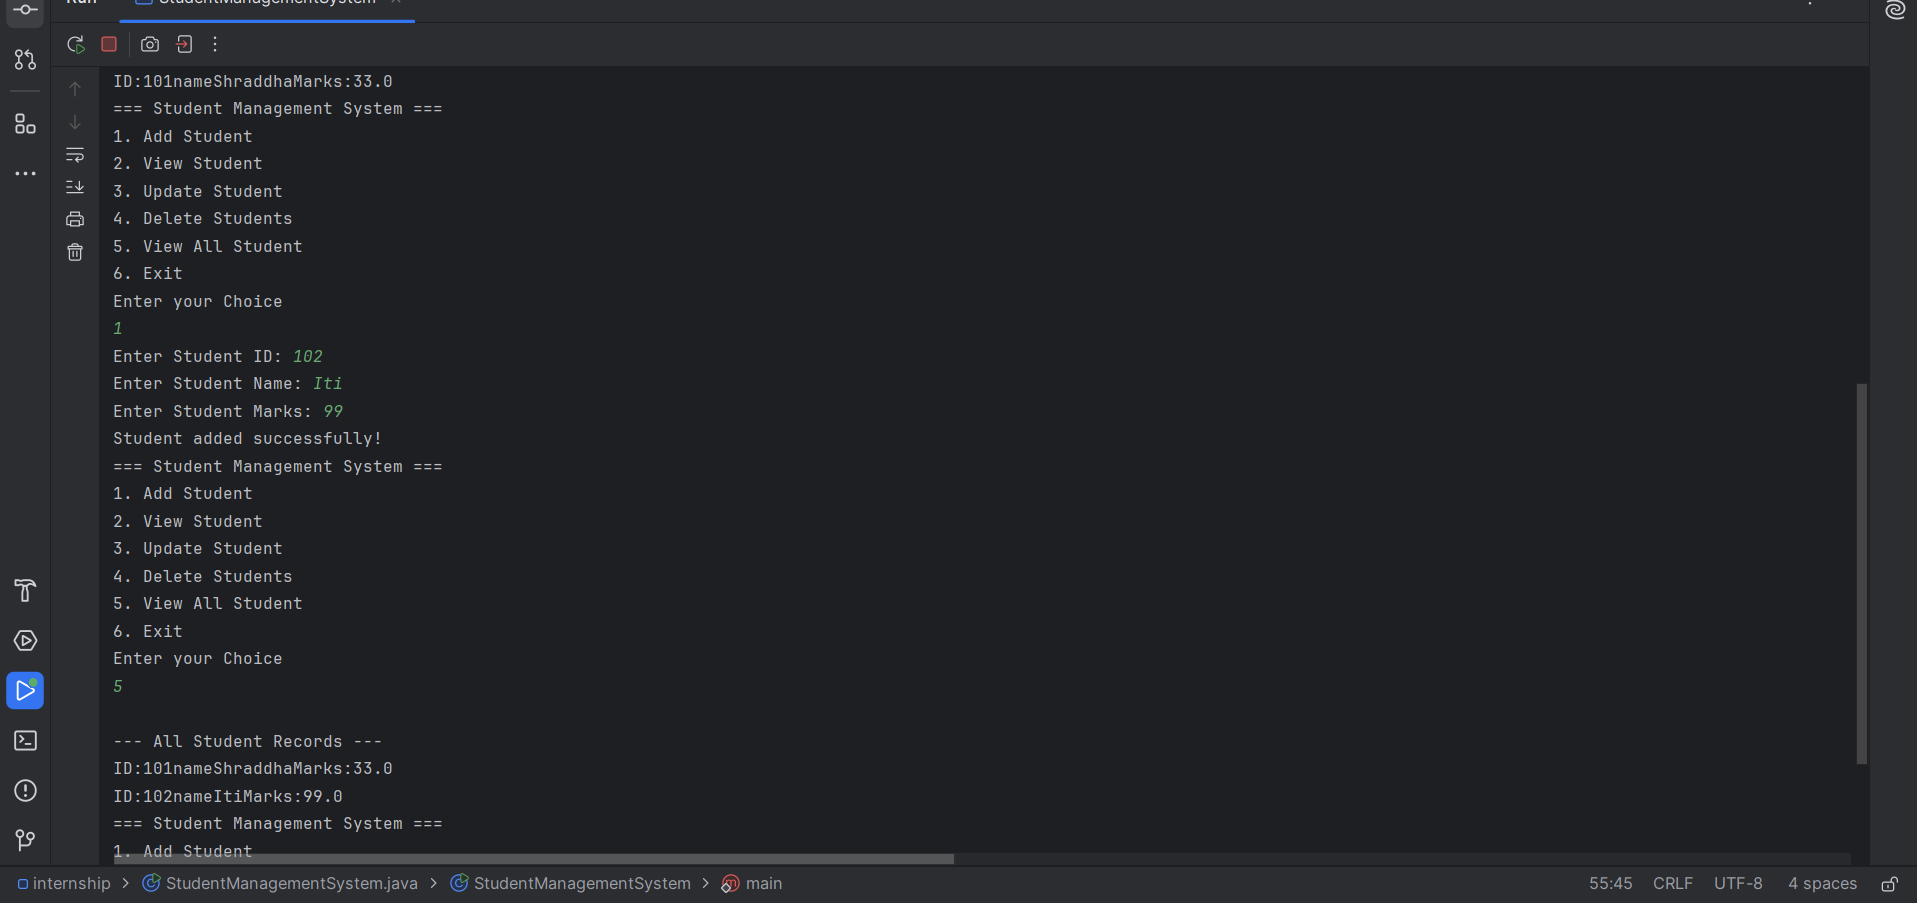 Run StudentManagementSystem
ID:101nameShraddhaMarks:33.0
=== Student Management System ===
1. Add Student
2. View Student
3. Update Student
4. Delete Students
5. View All Student
6. Exit
Enter your Choice
1
Enter Student ID: 102
Enter Student Name: Iti
Enter Student Marks: 99
Student added successfully!
=== Student Management System ===
1. Add Student
2. View Student
3. Update Student
4. Delete Students
5. View All Student
6. Exit
Enter your Choice
5
--- All Student Records ---
ID:101nameShraddhaMarks:33.0
ID:102nameItiMarks:99.0
=== Student Management System ===
1. Add Student
internship > StudentManagementSystem.java > StudentManagementSystem > main 55:45 CRLF UTF-8 4 spaces